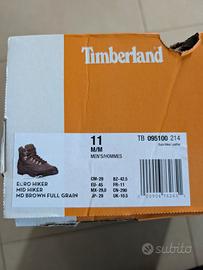 Timberland
11
M/M
MEN'S/HOMMES
TB 095100 214
EURO HIKER
MID HIKER
MD BROWN FULL GRAIN
CM-29
EU-45
MX-29,0
JP-29
BZ-42,5
FR-11
CN-290
UK-10.5
subito